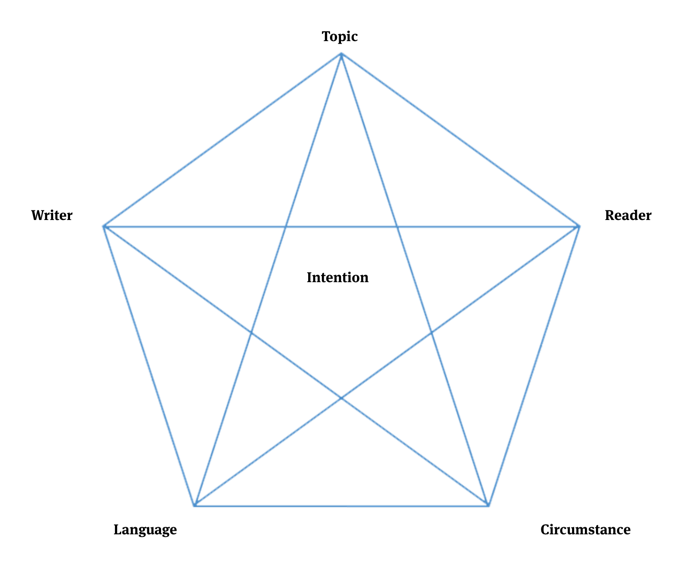 Topic
Writer
Reader
Intention
Language
Circumstance